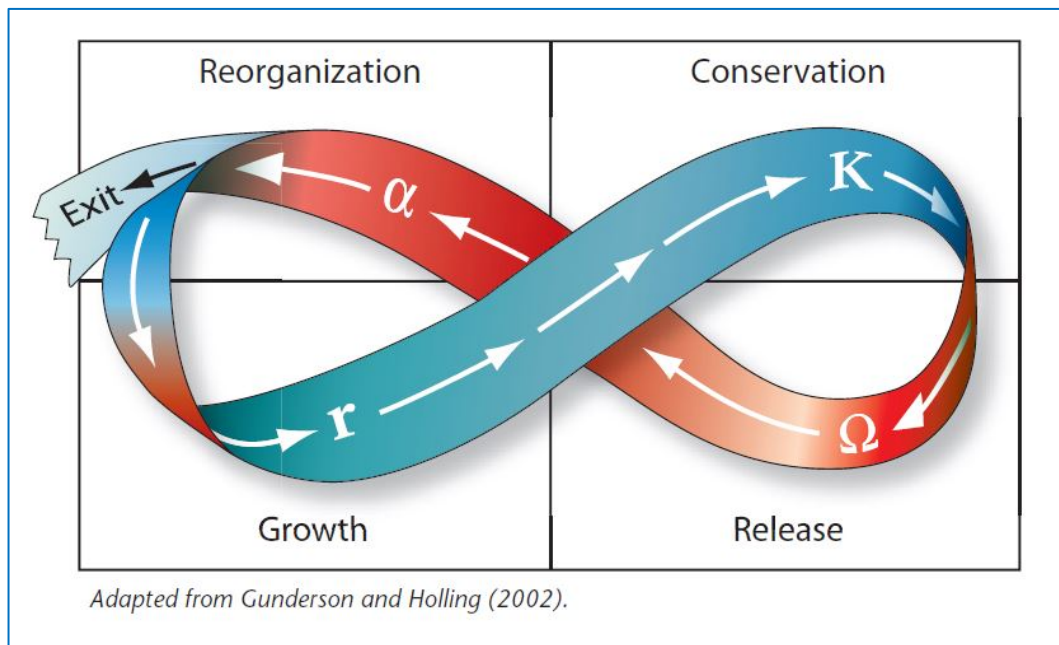 Reorganization
Conservation
Exit
α
K
r
Ω
Growth
Release
Adapted from Gunderson and Holling (2002).